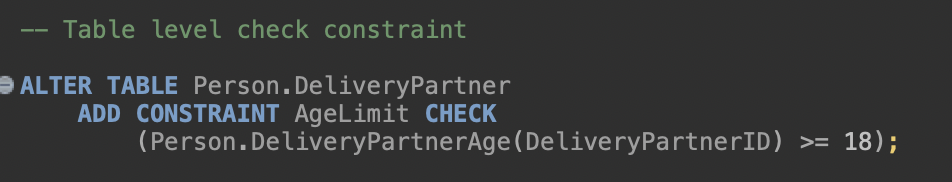 -- Table level check constraint
ALTER TABLE Person.DeliveryPartner
ADD CONSTRAINT AgeLimit CHECK
(Person.DeliveryPartnerAge(DeliveryPartnerID) >= 18);